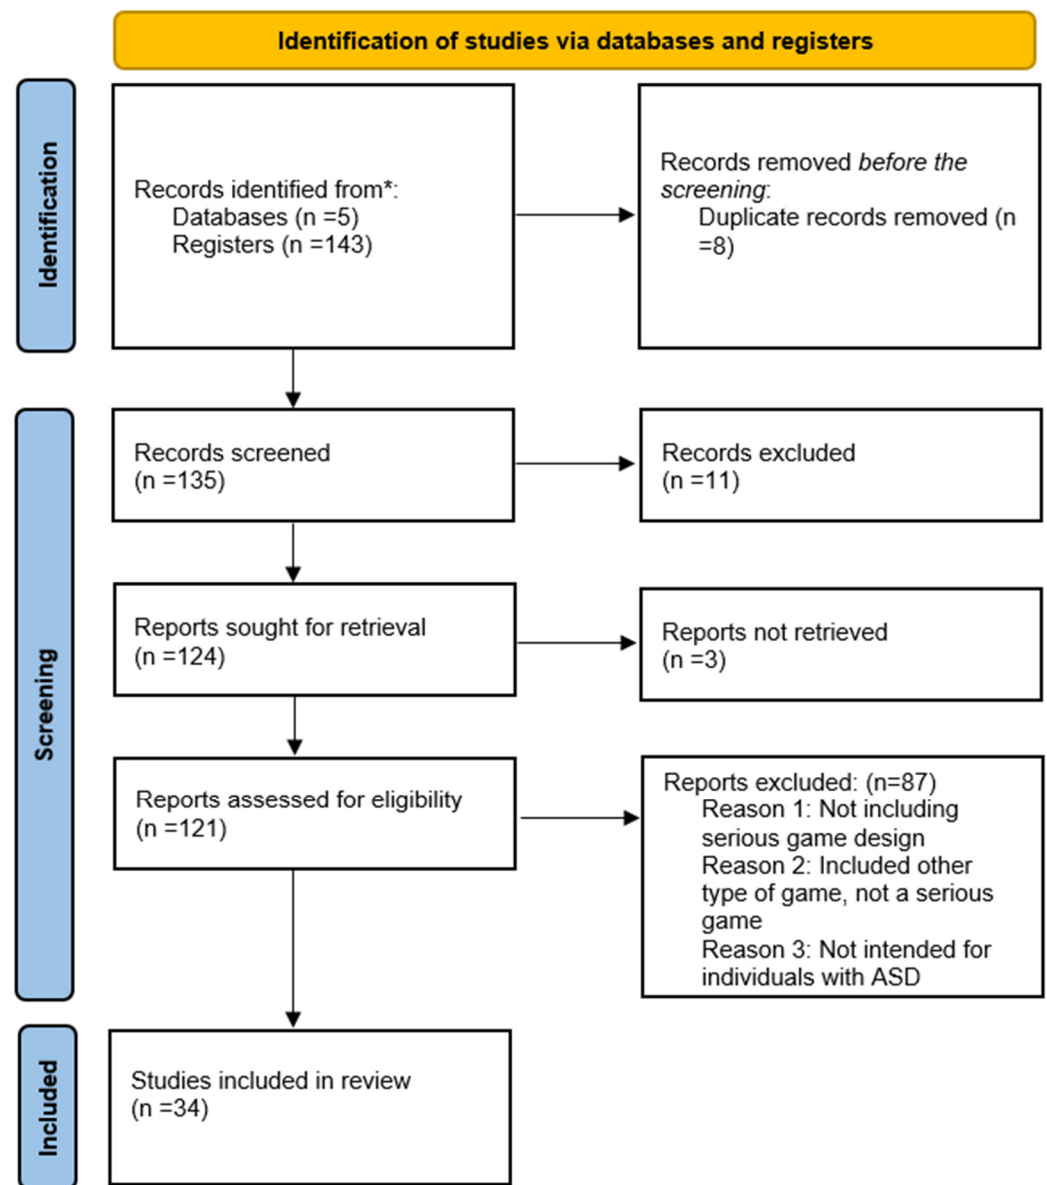 Identification of studies via databases and registers
Identification
Records identified from*:
Databases (n =5)
Registers (n =143)
Records removed before the
screening:
Duplicate records removed (n
=8)
Screening
Records screened
(n =135)
Records excluded
(n =11)
Reports sought for retrieval
(n =124)
Reports not retrieved
(n =3)
Reports assessed for eligibility
(n =121)
Reports excluded: (n=87)
Reason 1: Not including
serious game design
Reason 2: Included other
type of game, not a serious
game
Reason 3: Not intended for
individuals with ASD
Included
Studies included in review
(n =34)